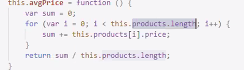 this.avgPrice = function () {
var sum = 0;
for (var i = 0; i < this.products.length; i++) {
sum += this.products[i].price;
}
return sum / this.products.length;